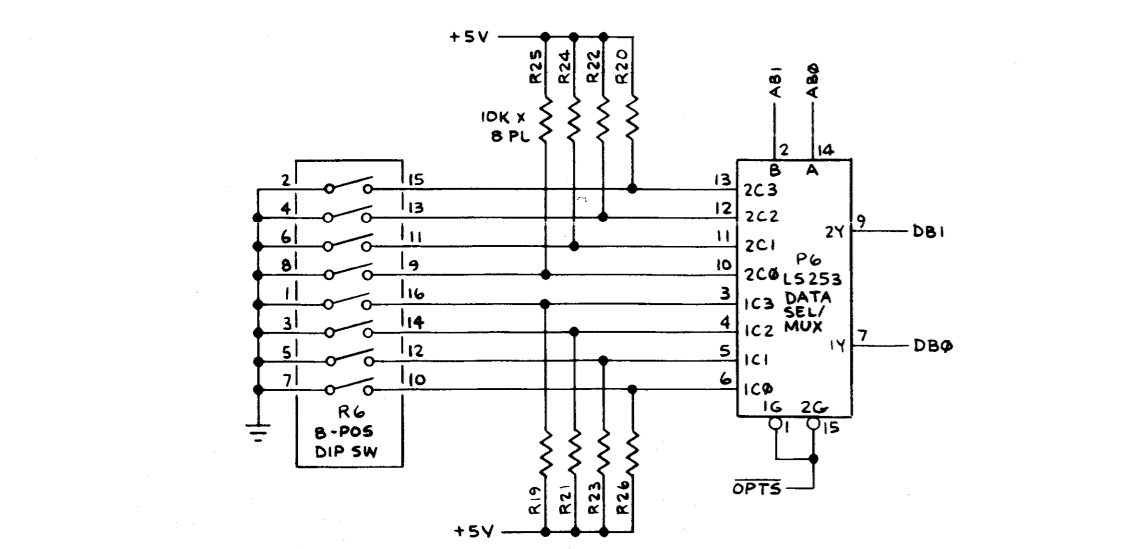 +5V
R25
R24
R22
R20
10K X
8 PL
AB1
ABØ
2
14
B
A
2
15
13
2C3
4
13
12
2C2
6
11
11
2C1
8
9
10
2CØ
1
16
3
1C3
3
14
4
1C2
5
12
5
1C1
7
10
6
1CØ
2Y
9
DB1
P6
LS253
DATA
SEL/
MUX
1Y
7
DBØ
1G
2G
1
15
OPTS
R6
8-POS
DIP SW
R19
R21
R23
R26
+5V